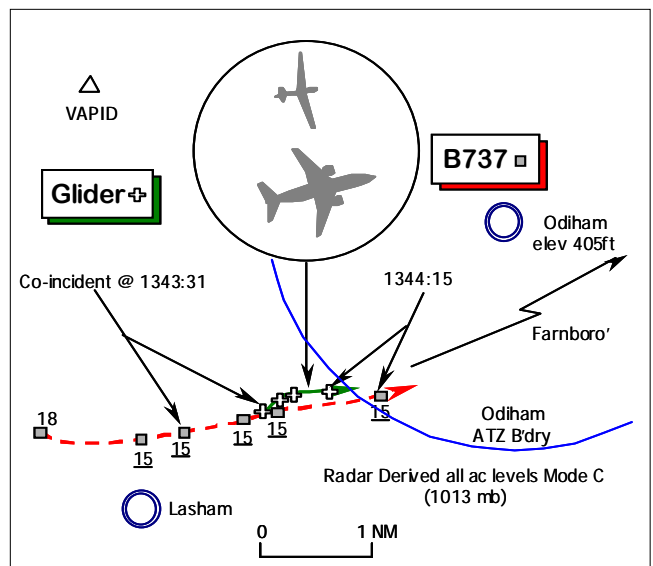 VAPID
B737
Glider
Odiham
elev 405ft
Co-incident @ 1343:31
1344:15
Farnboro'
18
15
15
15
15
15
Odiham
ATZ B'dry
Radar Derived all ac levels Mode C
(1013 mb)
Lasham
0 1 NM